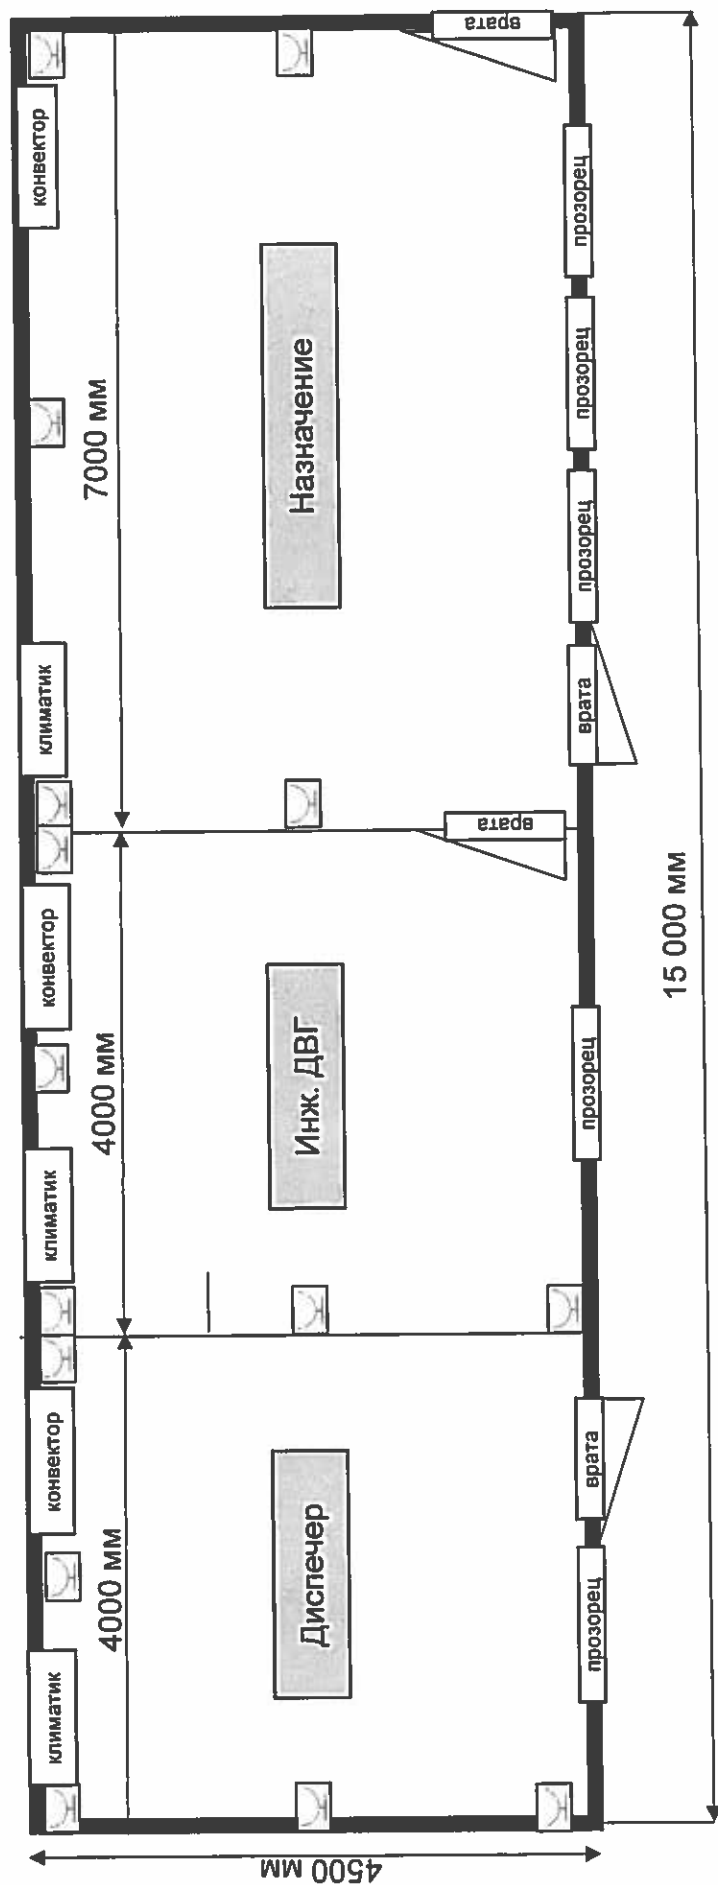 климатик
конвектор
климатик
конвектор
климатик
конвектор
4000 мм
4000 мм
7000 мм
4500 мм
Диспечер
Инж. ДВГ
Назначение
врата
врата
прозорец
врата
прозорец
врата
прозорец
прозорец
прозорец
15 000 мм